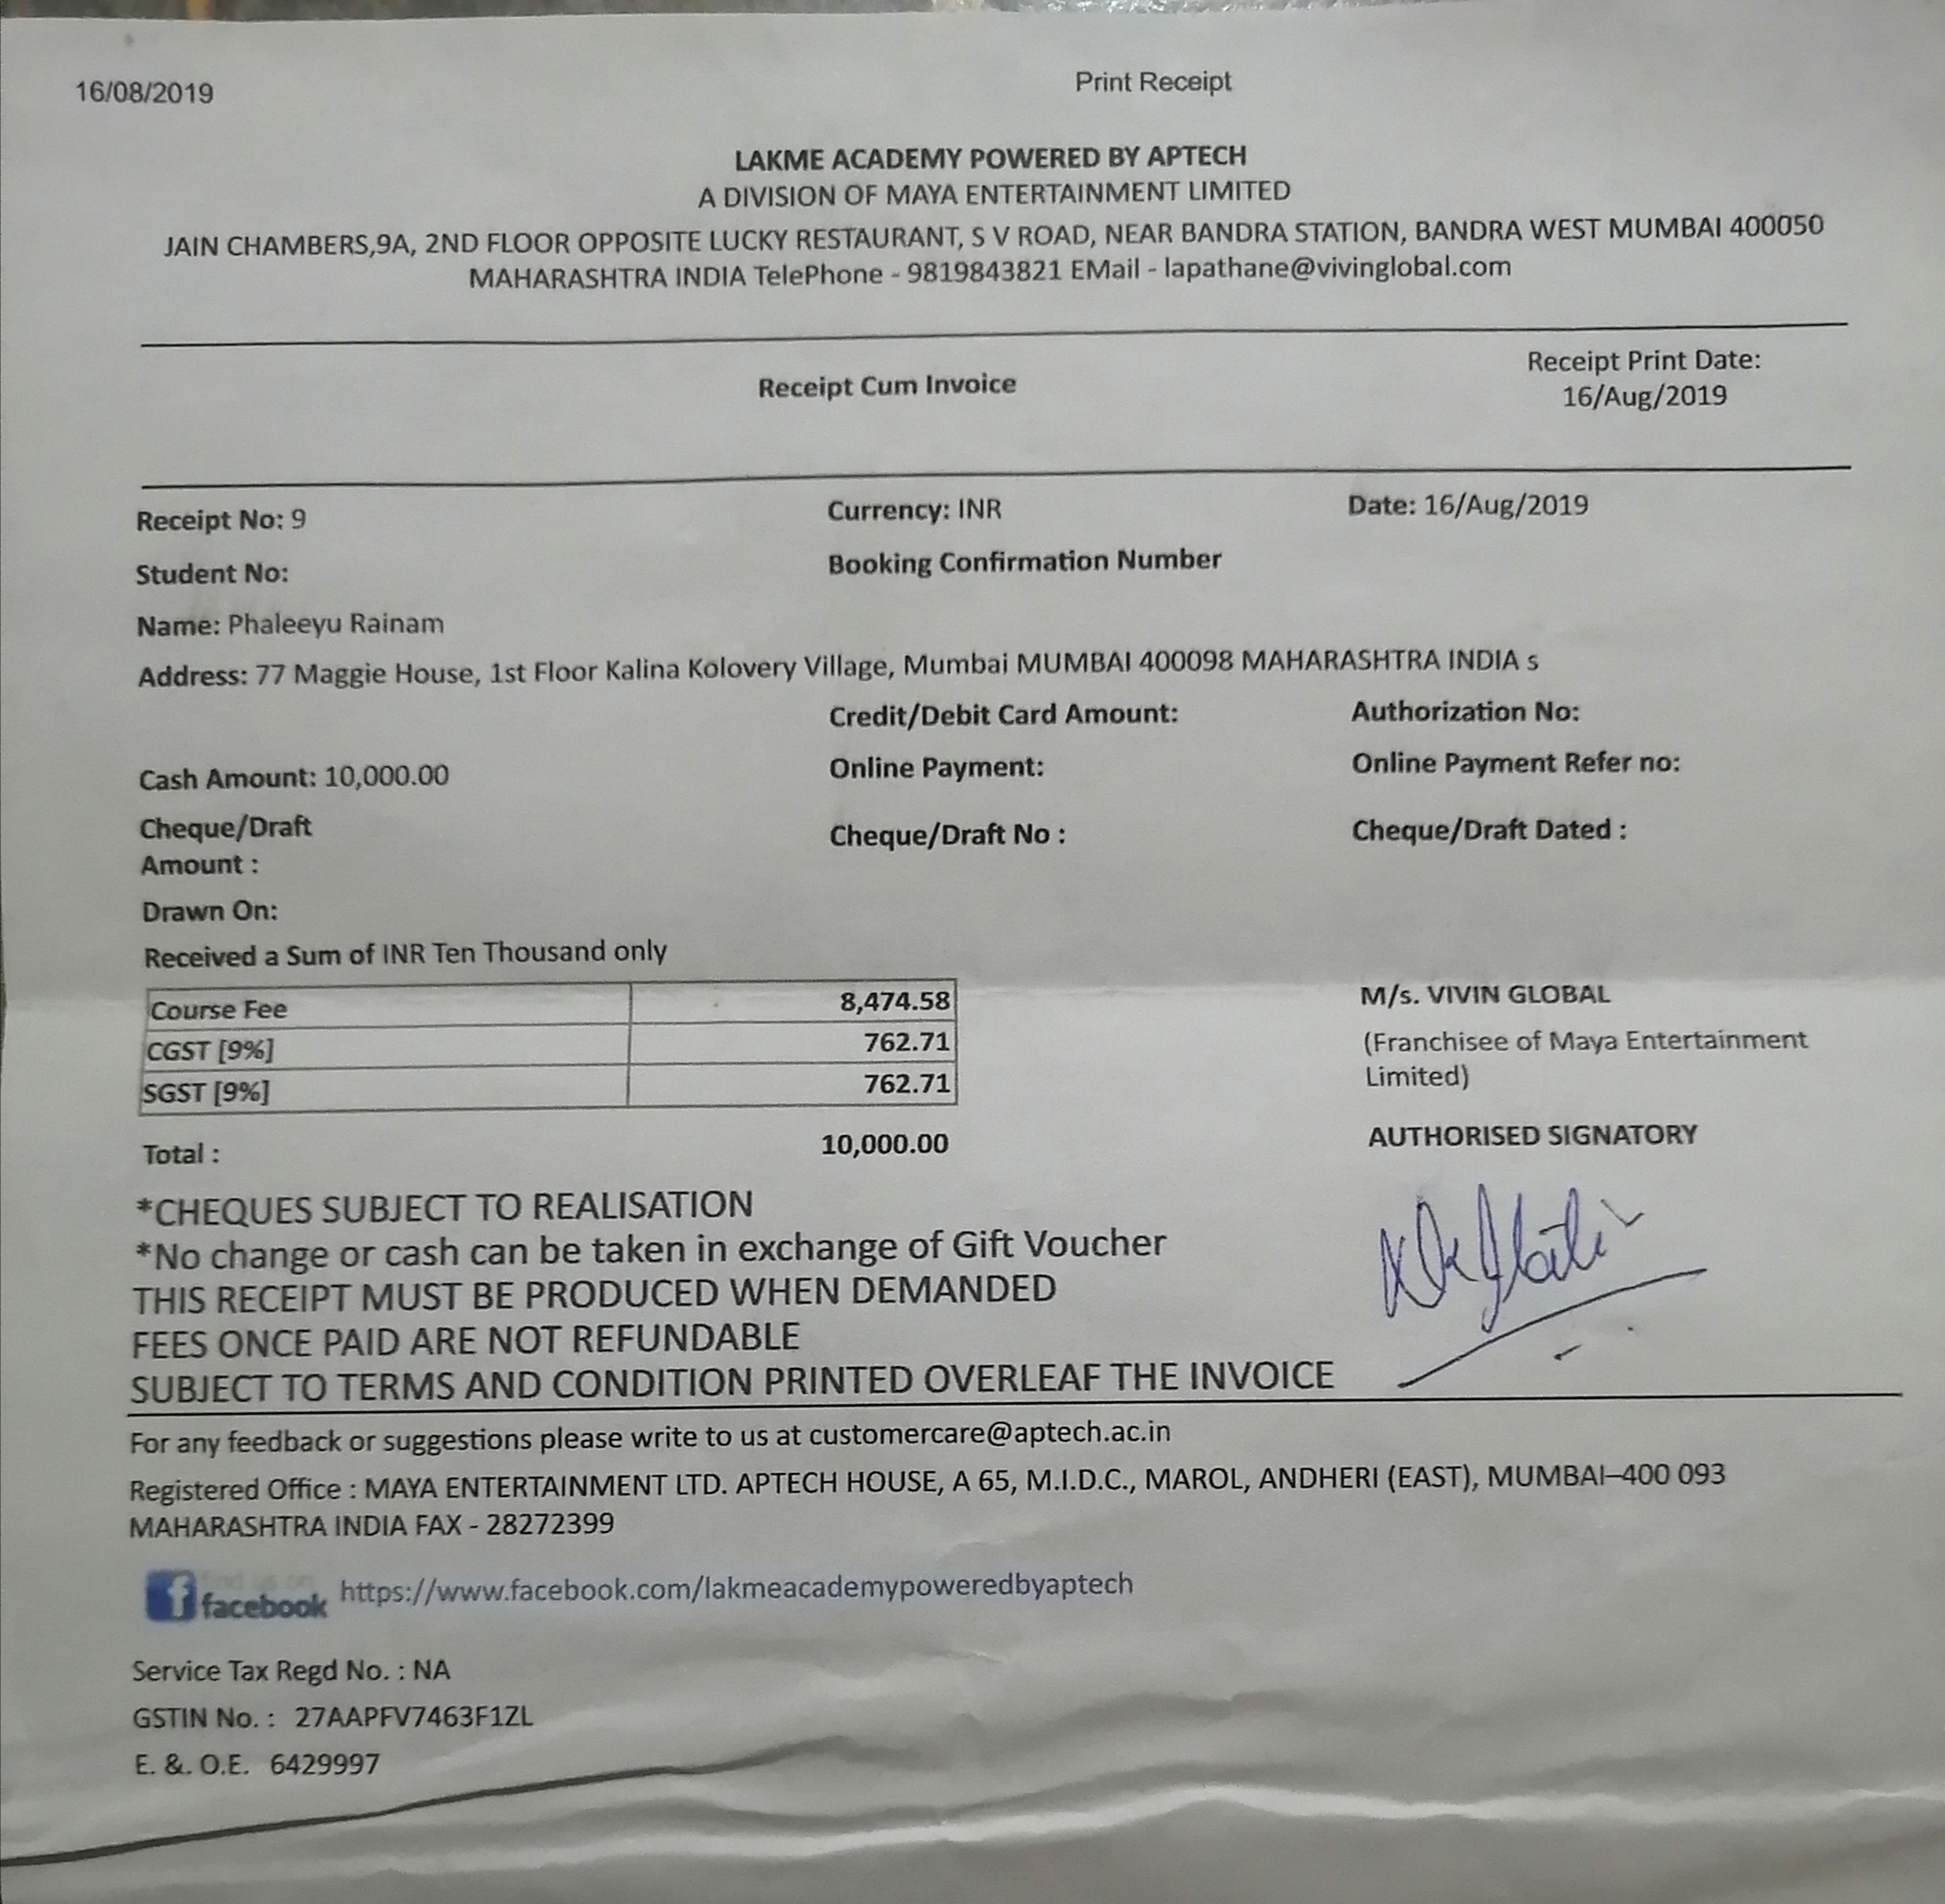 16/08/2019 Print Receipt
LAKME ACADEMY POWERED BY APTECH
A DIVISION OF MAYA ENTERTAINMENT LIMITED
JAIN CHAMBERS,9A, 2ND FLOOR OPPOSITE LUCKY RESTAURANT, S V ROAD, NEAR BANDRA STATION, BANDRA WEST MUMBAI 400050
MAHARASHTRA INDIA TelePhone - 9819843821 EMail - lapathane@vivinglobal.com
Receipt Cum Invoice
Receipt Print Date:
16/Aug/2019
Receipt No: 9 Currency: INR Date: 16/Aug/2019
Student No: Booking Confirmation Number
Name: Phaleeyu Rainam
Address: 77 Maggie House, 1st Floor Kalina Kolovery Village, Mumbai MUMBAI 400098 MAHARASHTRA INDIA s
Credit/Debit Card Amount: Authorization No:
Cash Amount: 10,000.00 Online Payment: Online Payment Refer no:
Cheque/Draft
Amount :
Cheque/Draft No : Cheque/Draft Dated :
Drawn On:
Received a Sum of INR Ten Thousand only
Course Fee 8,474.58
CGST [9%] 762.71
SGST [9%] 762.71
Total : 10,000.00
M/s. VIVIN GLOBAL
(Franchisee of Maya Entertainment
Limited)
AUTHORISED SIGNATORY
*CHEQUES SUBJECT TO REALISATION
*No change or cash can be taken in exchange of Gift Voucher
THIS RECEIPT MUST BE PRODUCED WHEN DEMANDED
FEES ONCE PAID ARE NOT REFUNDABLE
SUBJECT TO TERMS AND CONDITION PRINTED OVERLEAF THE INVOICE
For any feedback or suggestions please write to us at customercare@aptech.ac.in
Registered Office : MAYA ENTERTAINMENT LTD. APTECH HOUSE, A 65, M.I.D.C., MAROL, ANDHERI (EAST), MUMBAI–400 093
MAHARASHTRA INDIA FAX - 28272399
find us on
facebook https://www.facebook.com/lakmeacademypoweredbyaptech
Service Tax Regd No. : NA
GSTIN No. : 27AAPFV7463F1ZL
E. &. O.E. 6429997